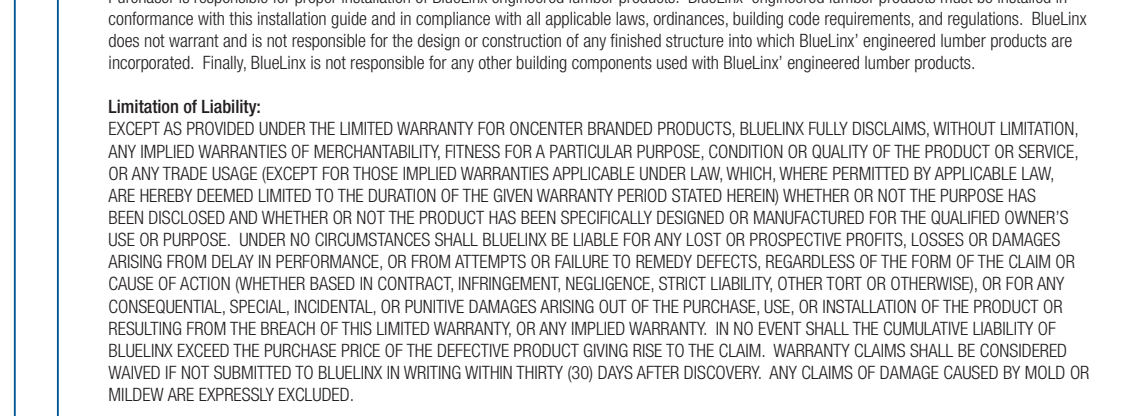 Purchaser is responsible for proper installation of BlueLinx engineered lumber products. BlueLinx' engineered lumber products must be installed in
conformance with this installation guide and in compliance with all applicable laws, ordinances, building code requirements, and regulations. BlueLinx
does not warrant and is not responsible for the design or construction of any finished structure into which BlueLinx' engineered lumber products are
incorporated. Finally, BlueLinx is not responsible for any other building components used with BlueLinx' engineered lumber products.
Limitation of Liability:
EXCEPT AS PROVIDED UNDER THE LIMITED WARRANTY FOR ONCENTER BRANDED PRODUCTS, BLUELINX FULLY DISCLAIMS, WITHOUT LIMITATION,
ANY IMPLIED WARRANTIES OF MERCHANTABILITY, FITNESS FOR A PARTICULAR PURPOSE, CONDITION OR QUALITY OF THE PRODUCT OR SERVICE,
OR ANY TRADE USAGE (EXCEPT FOR THOSE IMPLIED WARRANTIES APPLICABLE UNDER LAW, WHICH, WHERE PERMITTED BY APPLICABLE LAW,
ARE HEREBY DEEMED LIMITED TO THE DURATION OF THE GIVEN WARRANTY PERIOD STATED HEREIN) WHETHER OR NOT THE PURPOSE HAS
BEEN DISCLOSED AND WHETHER OR NOT THE PRODUCT HAS BEEN SPECIFICALLY DESIGNED OR MANUFACTURED FOR THE QUALIFIED OWNER'S
USE OR PURPOSE. UNDER NO CIRCUMSTANCES SHALL BLUELINX BE LIABLE FOR ANY LOST OR PROSPECTIVE PROFITS, LOSSES OR DAMAGES
ARISING FROM DELAY IN PERFORMANCE, OR FROM ATTEMPTS OR FAILURE TO REMEDY DEFECTS, REGARDLESS OF THE FORM OF THE CLAIM OR
CAUSE OF ACTION (WHETHER BASED IN CONTRACT, INFRINGEMENT, NEGLIGENCE, STRICT LIABILITY, OTHER TORT OR OTHERWISE), OR FOR ANY
CONSEQUENTIAL, SPECIAL, INCIDENTAL, OR PUNITIVE DAMAGES ARISING OUT OF THE PURCHASE, USE, OR INSTALLATION OF THE PRODUCT OR
RESULTING FROM THE BREACH OF THIS LIMITED WARRANTY, OR ANY IMPLIED WARRANTY. IN NO EVENT SHALL THE CUMULATIVE LIABILITY OF
BLUELINX EXCEED THE PURCHASE PRICE OF THE DEFECTIVE PRODUCT GIVING RISE TO THE CLAIM. WARRANTY CLAIMS SHALL BE CONSIDERED
WAIVED IF NOT SUBMITTED TO BLUELINX IN WRITING WITHIN THIRTY (30) DAYS AFTER DISCOVERY. ANY CLAIMS OF DAMAGE CAUSED BY MOLD OR
MILDEW ARE EXPRESSLY EXCLUDED.